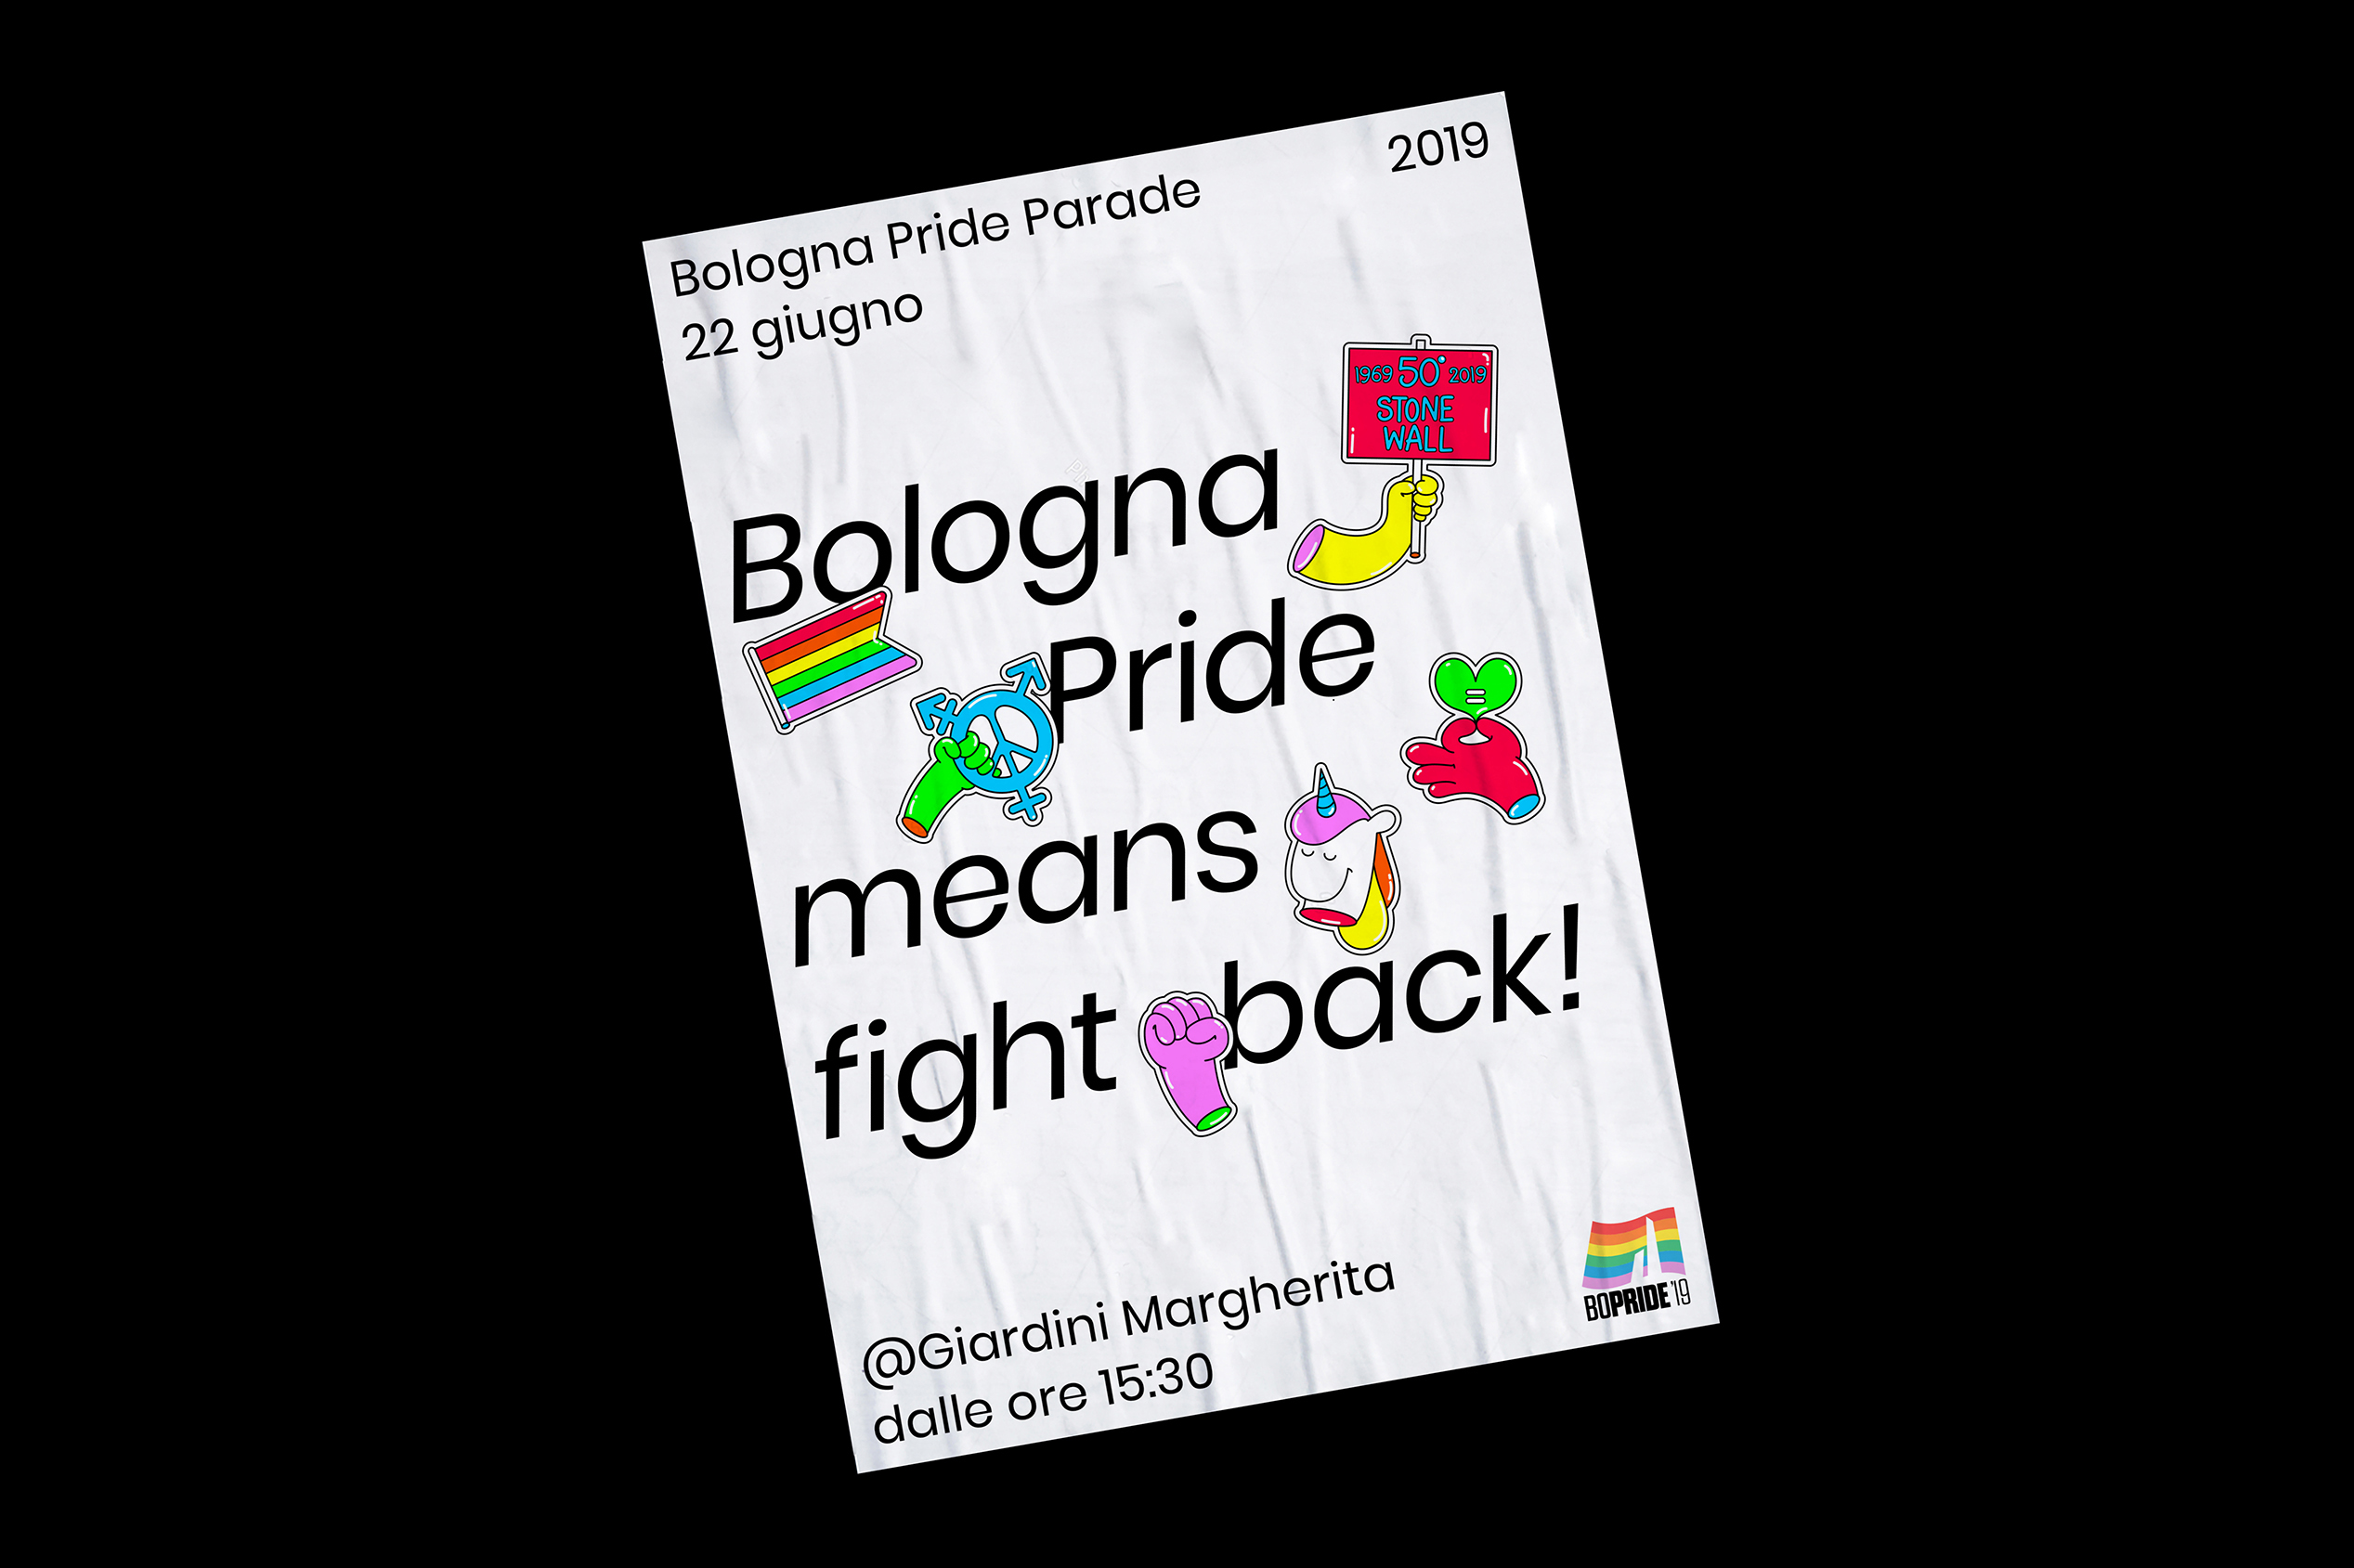 Bologna Pride Parade
22 giugno
2019
1969 50° 2019
STONE
WALL
Bologna
Pride
means
fight back!
@Giardini Margherita
dalle ore 15:30
BOPRIDE'19